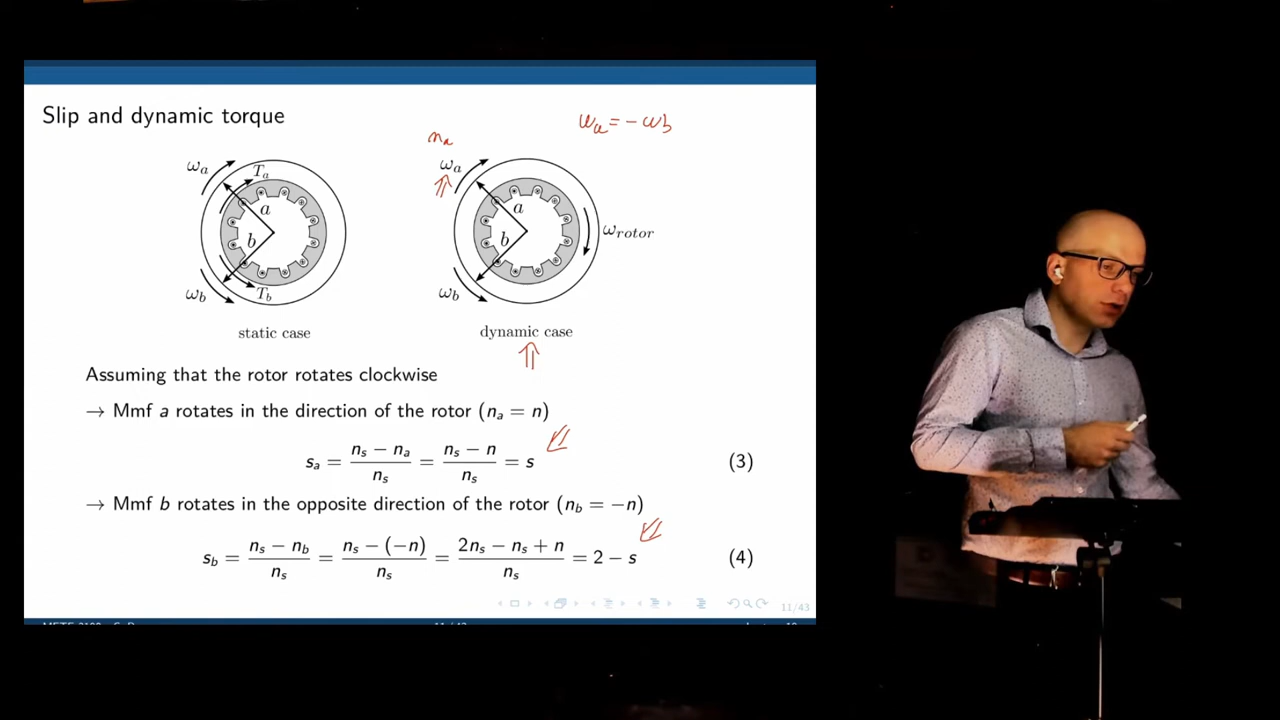 Slip and dynamic torque
ωa = − ωb
na
ωa
Ta
a
b
ωb
Tb
ωa
a
b
ωb
ωrotor
static case
dynamic case
Assuming that the rotor rotates clockwise
→ Mmf a rotates in the direction of the rotor (na = n)
sa = (ns − na)/ns = (ns − n)/ns = s (3)
→ Mmf b rotates in the opposite direction of the rotor (nb = −n)
sb = (ns − nb)/ns = (ns − (−n))/ns = (2ns − ns + n)/ns = 2 − s (4)
11/43